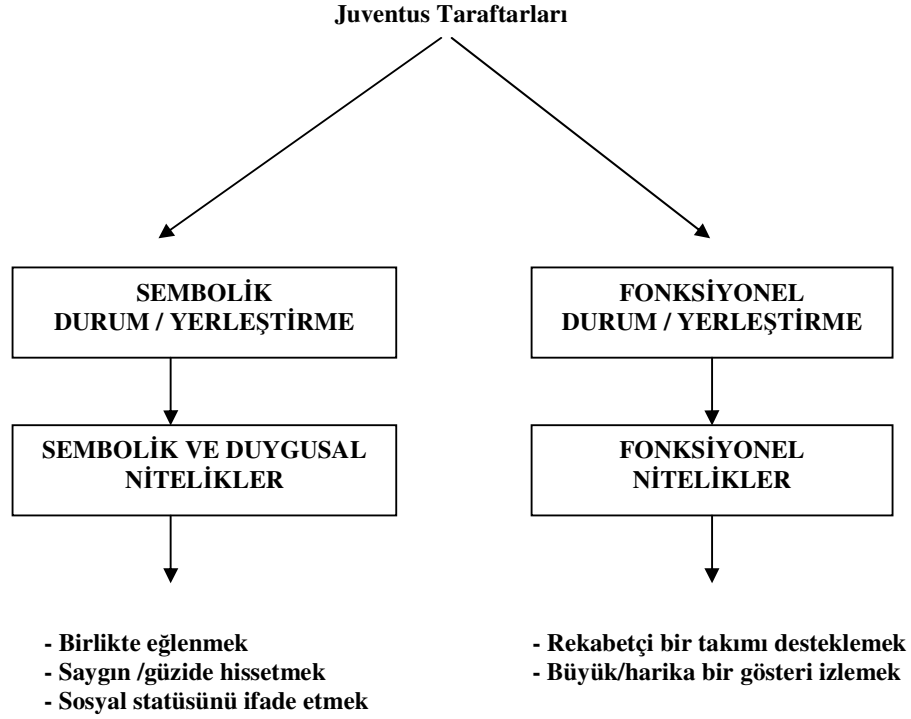 Juventus Taraftarları
SEMBOLİK
DURUM / YERLEŞTİRME
FONKSİYONEL
DURUM / YERLEŞTİRME
SEMBOLİK VE DUYGUSAL
NİTELİKLER
FONKSİYONEL
NİTELİKLER
- Birlikte eğlenmek
- Saygın /güzide hissetmek
- Sosyal statüsünü ifade etmek
- Rekabetçi bir takımı desteklemek
- Büyük/harika bir gösteri izlemek